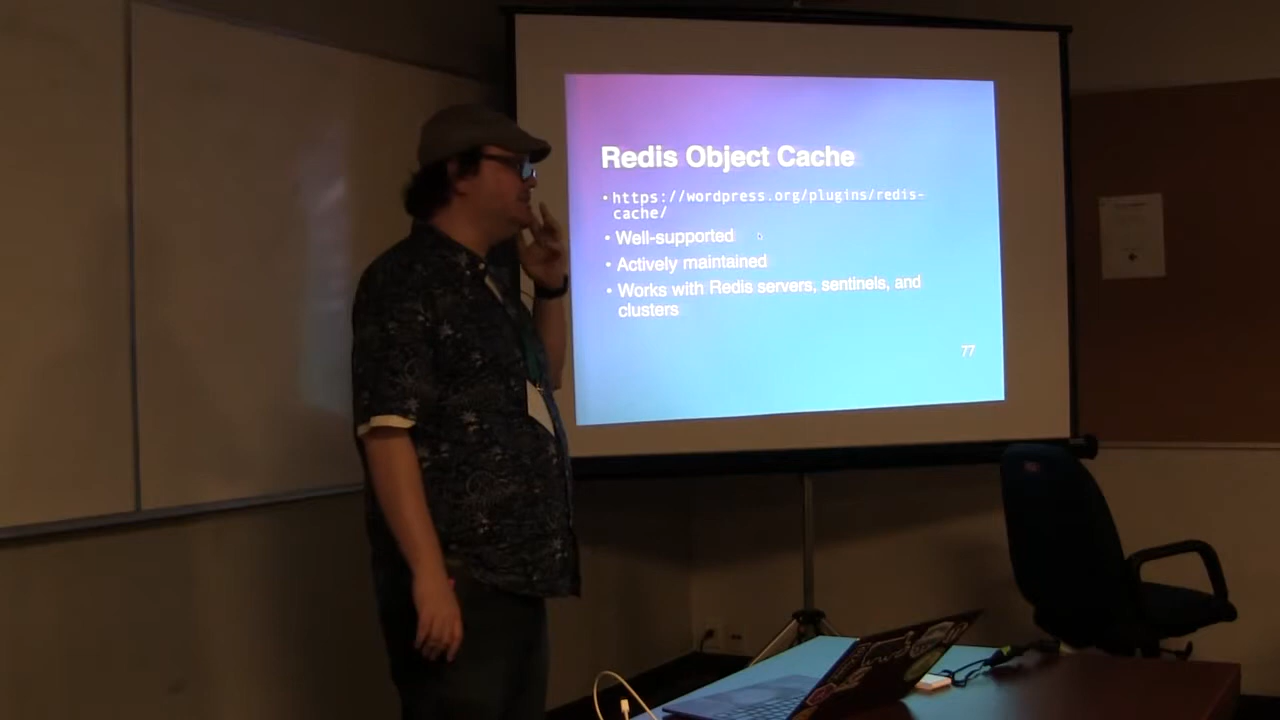 Redis Object Cache
• https://wordpress.org/plugins/redis-
cache/
• Well-supported
• Actively maintained
• Works with Redis servers, sentinels, and
clusters
77